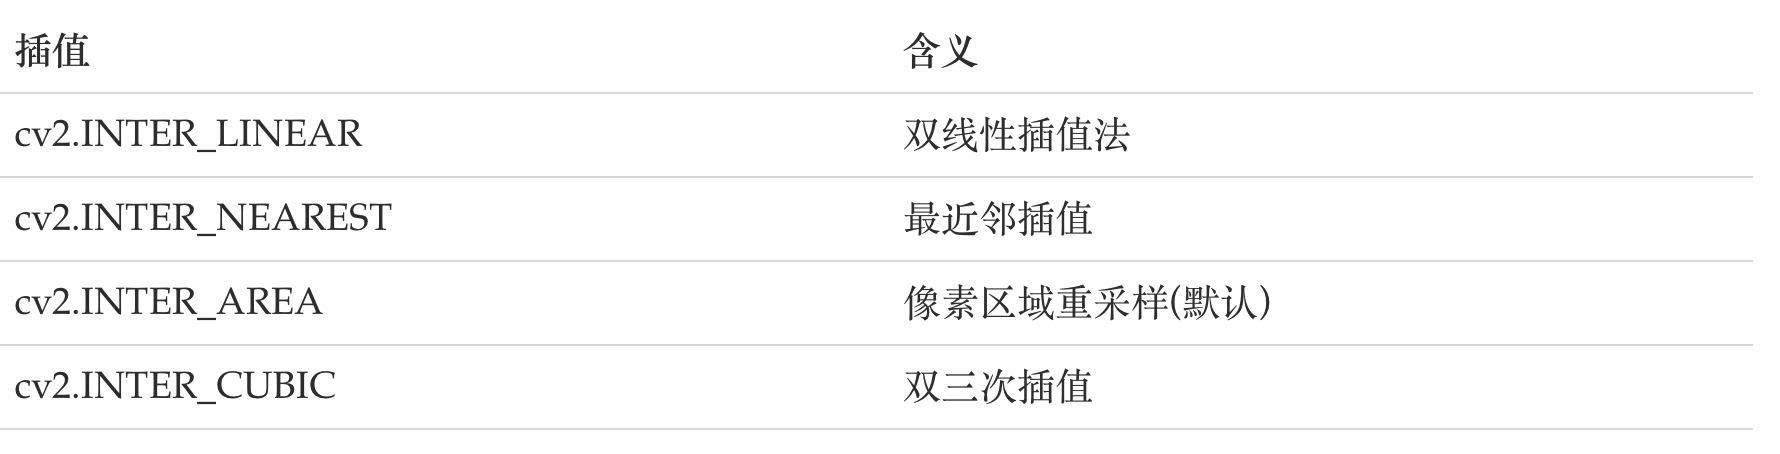 插值 含义
cv2.INTER_LINEAR 双线性插值法
cv2.INTER_NEAREST 最近邻插值
cv2.INTER_AREA 像素区域重采样(默认)
cv2.INTER_CUBIC 双三次插值